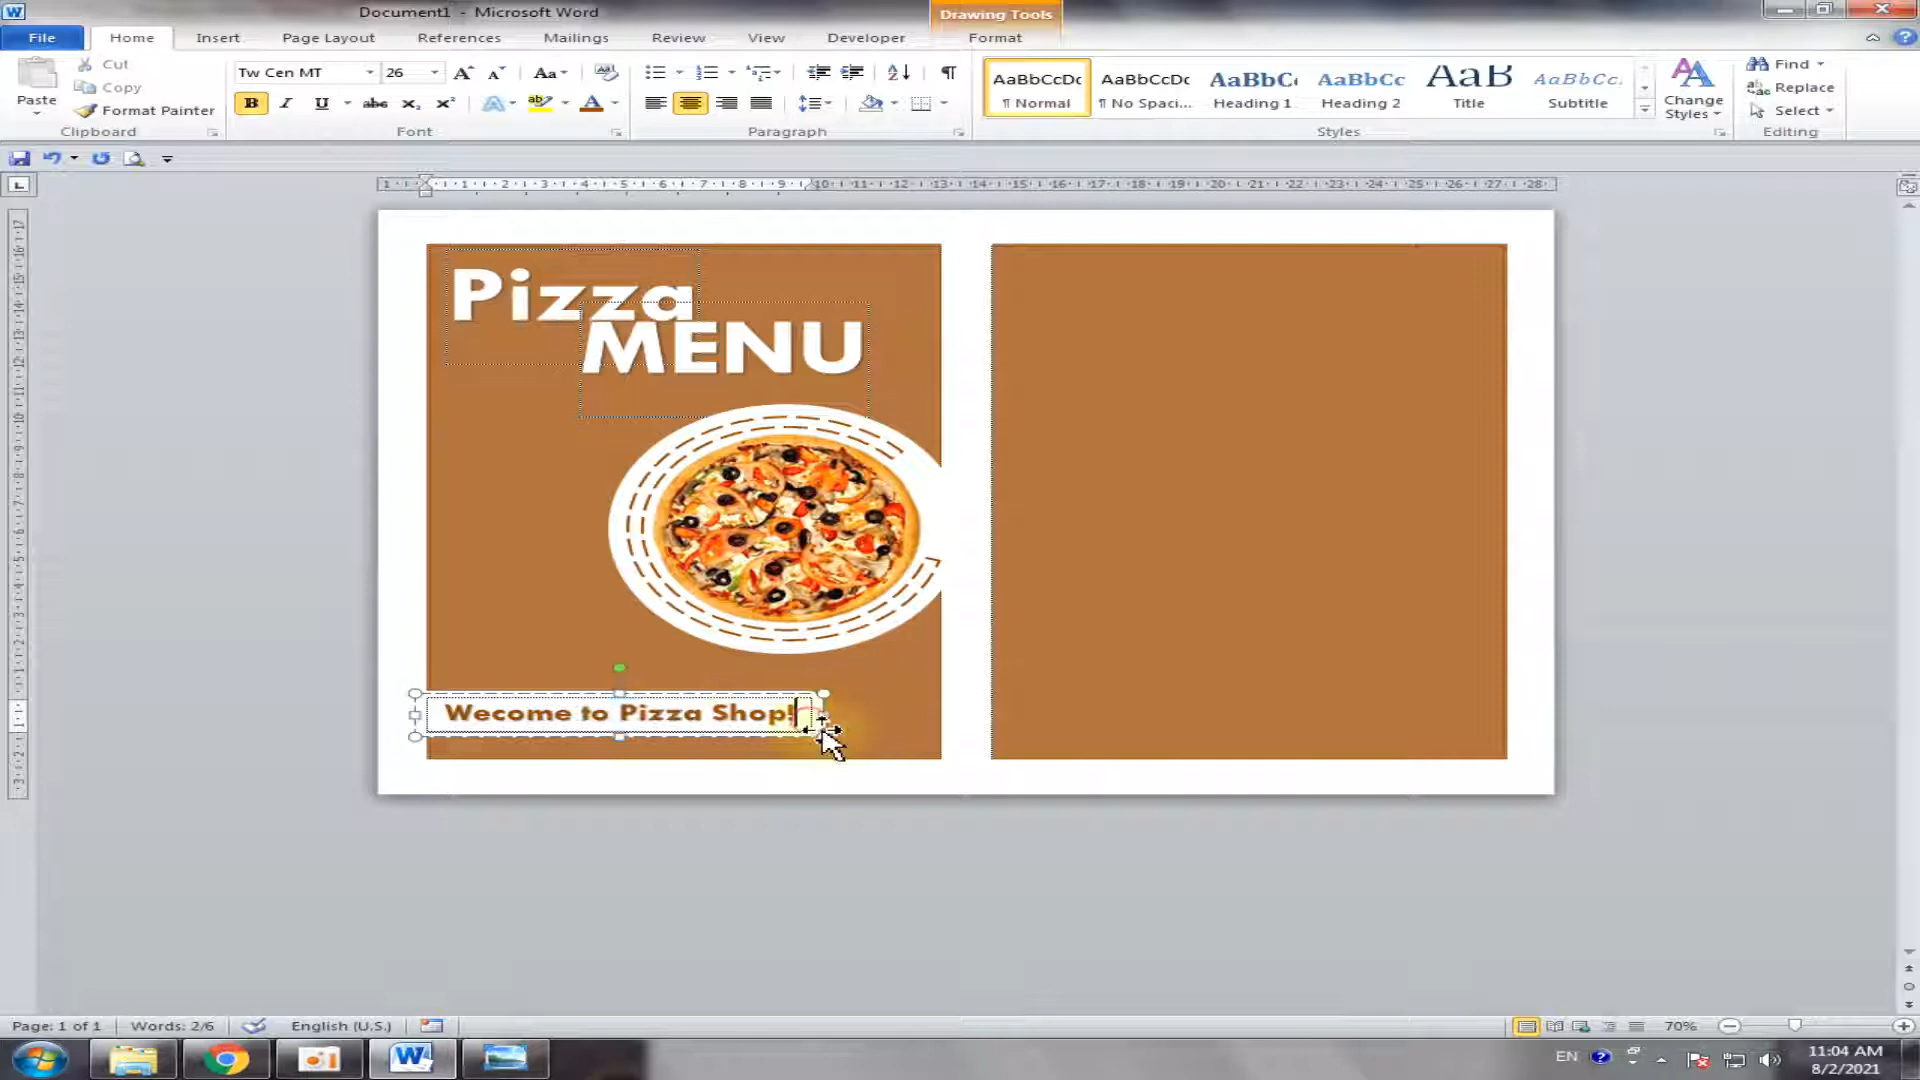 Document1 - Microsoft Word
Drawing Tools
File Home Insert Page Layout References Mailings Review View Developer Format
Paste
Cut
Copy
Format Painter
Clipboard
Tw Cen MT 26
Font
Paragraph
AaBbCcDc AaBbCcDc AaBbC AaBbCc AaB AaBbCc.
¶ Normal ¶ No Spaci... Heading 1 Heading 2 Title Subtitle
Styles
Change Styles
Find
Replace
Select
Editing
Pizza
MENU
Wecome to Pizza Shop!
Page: 1 of 1 Words: 2/6 English (U.S.) 70%
EN 11:04 AM
8/2/2021